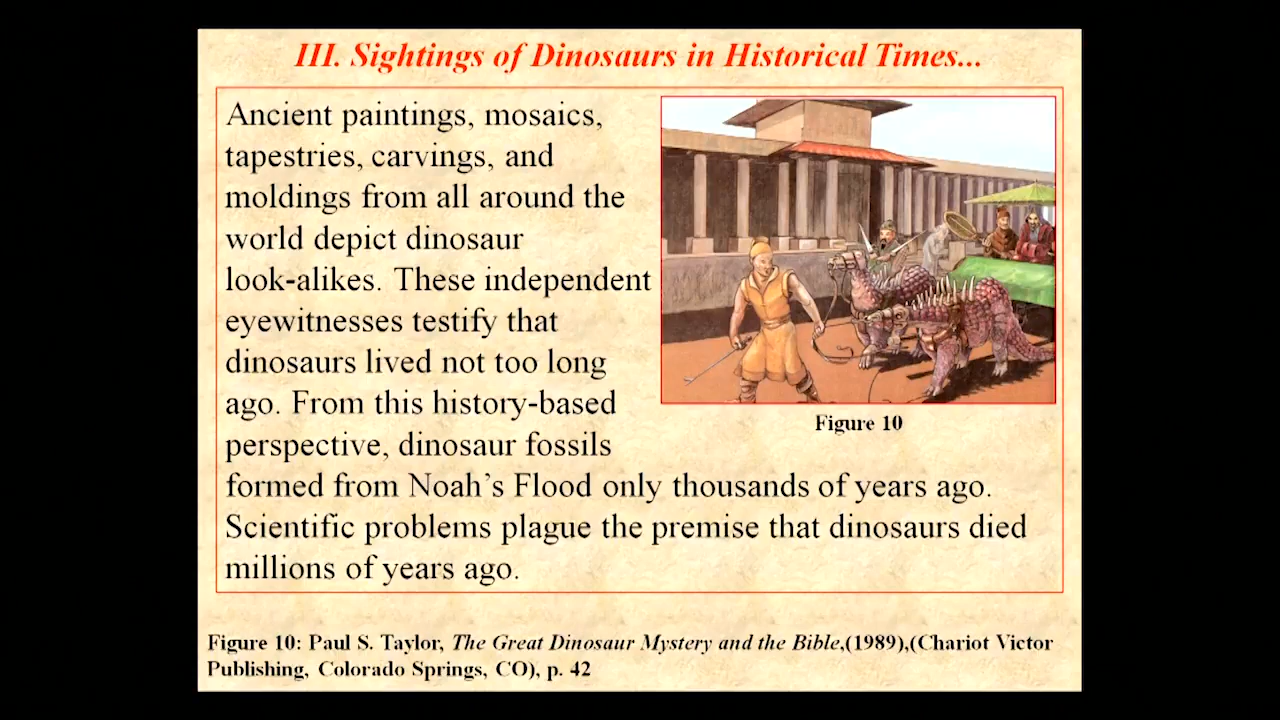 III. Sightings of Dinosaurs in Historical Times...
Ancient paintings, mosaics,
tapestries, carvings, and
moldings from all around the
world depict dinosaur
look-alikes. These independent
eyewitnesses testify that
dinosaurs lived not too long
ago. From this history-based
perspective, dinosaur fossils
formed from Noah's Flood only thousands of years ago.
Scientific problems plague the premise that dinosaurs died
millions of years ago.
Figure 10
Figure 10: Paul S. Taylor, The Great Dinosaur Mystery and the Bible,(1989),(Chariot Victor
Publishing, Colorado Springs, CO), p. 42